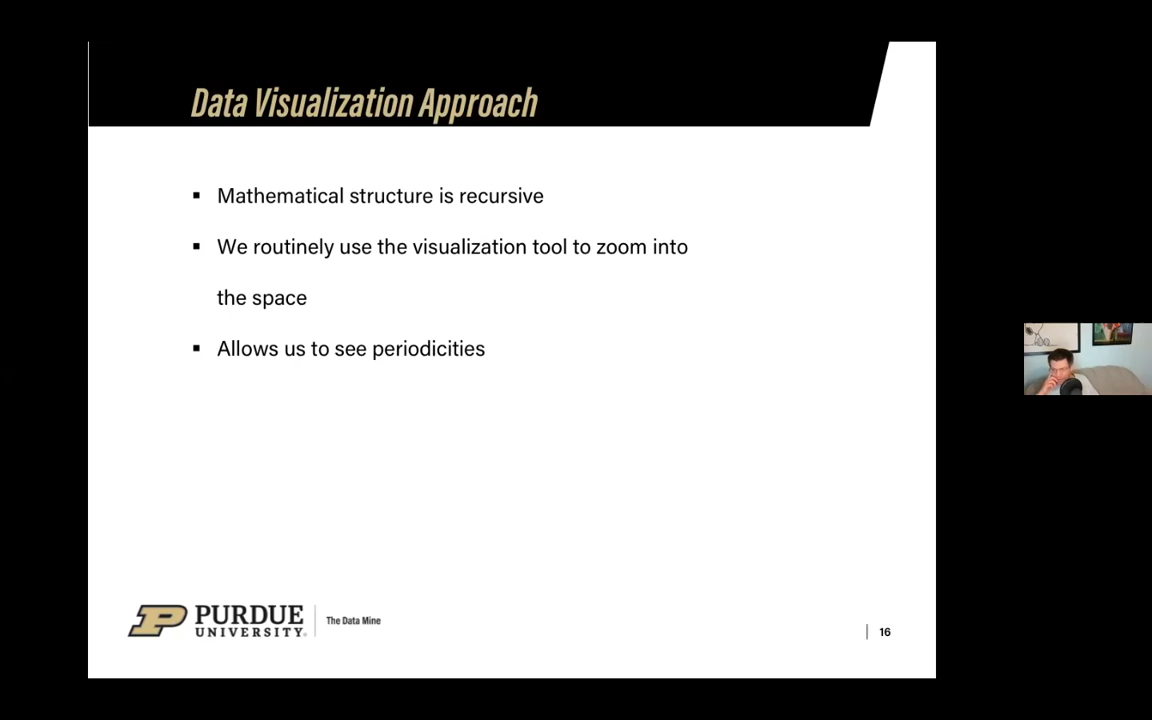 Data Visualization Approach
▪ Mathematical structure is recursive
▪ We routinely use the visualization tool to zoom into
the space
▪ Allows us to see periodicities
P PURDUE
UNIVERSITY®
The Data Mine
16